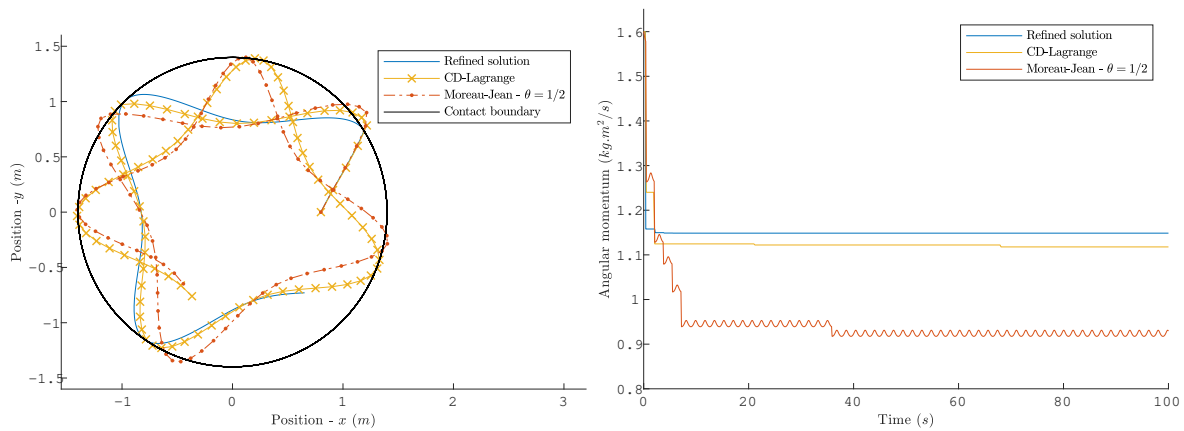 1.5
1
0.5
0
−0.5
−1
−1.5
−1
0
1
2
3
Position -y (m)
Position - x (m)
Refined solution
CD-Lagrange
Moreau-Jean - θ = 1/2
Contact boundary
1.6
1.5
1.4
1.3
1.2
1.1
1
0.9
0.8
0
20
40
60
80
100
Angular momentum (kg.m²/s)
Time (s)
Refined solution
CD-Lagrange
Moreau-Jean - θ = 1/2